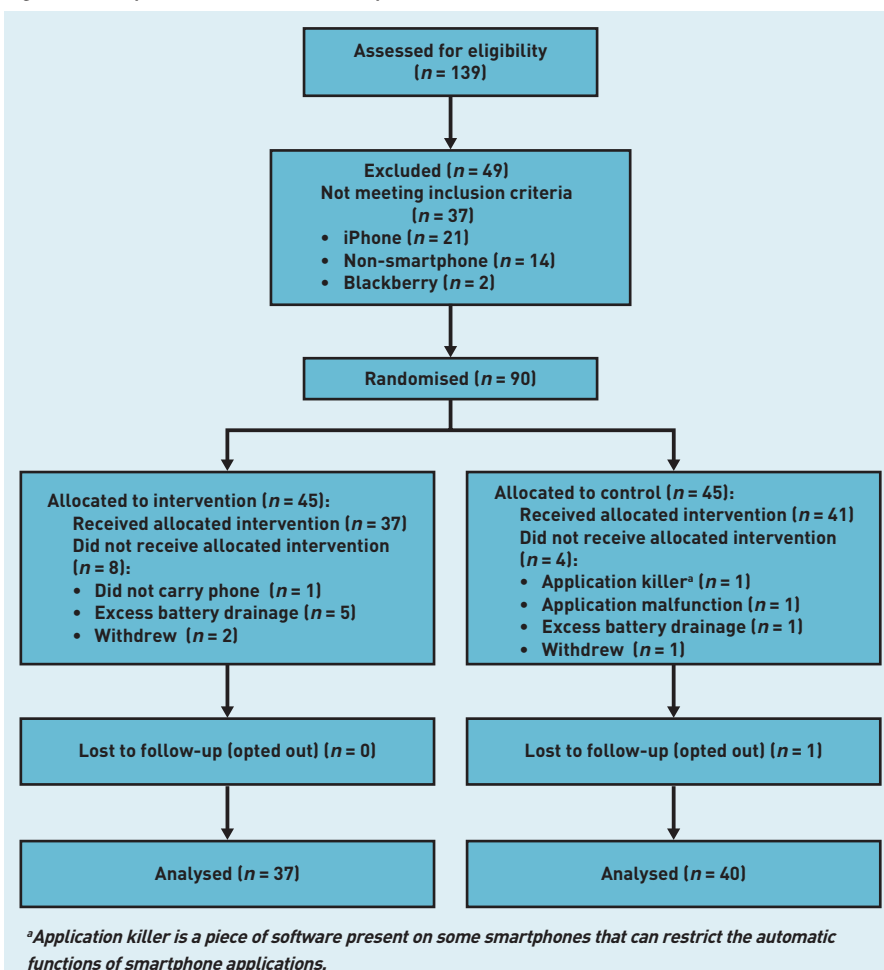 Assessed for eligibility
(n = 139)
Excluded (n = 49)
Not meeting inclusion criteria
(n = 37)
• iPhone (n = 21)
• Non-smartphone (n = 14)
• Blackberry (n = 2)
Randomised (n = 90)
Allocated to intervention (n = 45):
Received allocated intervention (n = 37)
Did not receive allocated intervention
(n = 8):
• Did not carry phone (n = 1)
• Excess battery drainage (n = 5)
• Withdrew (n = 2)
Allocated to control (n = 45):
Received allocated intervention (n = 41)
Did not receive allocated intervention
(n = 4):
• Application killerᵃ (n = 1)
• Application malfunction (n = 1)
• Excess battery drainage (n = 1)
• Withdrew (n = 1)
Lost to follow-up (opted out) (n = 0)
Lost to follow-up (opted out) (n = 1)
Analysed (n = 37)
Analysed (n = 40)
ᵃApplication killer is a piece of software present on some smartphones that can restrict the automatic
functions of smartphone applications.